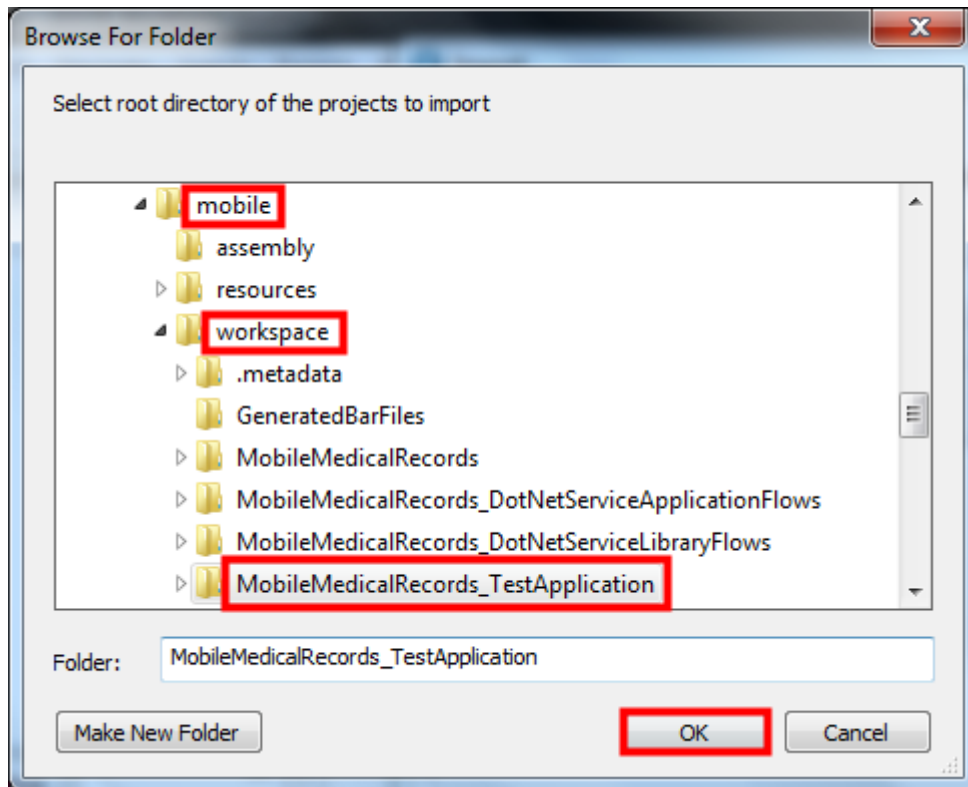 Browse For Folder
Select root directory of the projects to import
mobile
assembly
resources
workspace
.metadata
GeneratedBarFiles
MobileMedicalRecords
MobileMedicalRecords_DotNetServiceApplicationFlows
MobileMedicalRecords_DotNetServiceLibraryFlows
MobileMedicalRecords_TestApplication
Folder: MobileMedicalRecords_TestApplication
Make New Folder OK Cancel